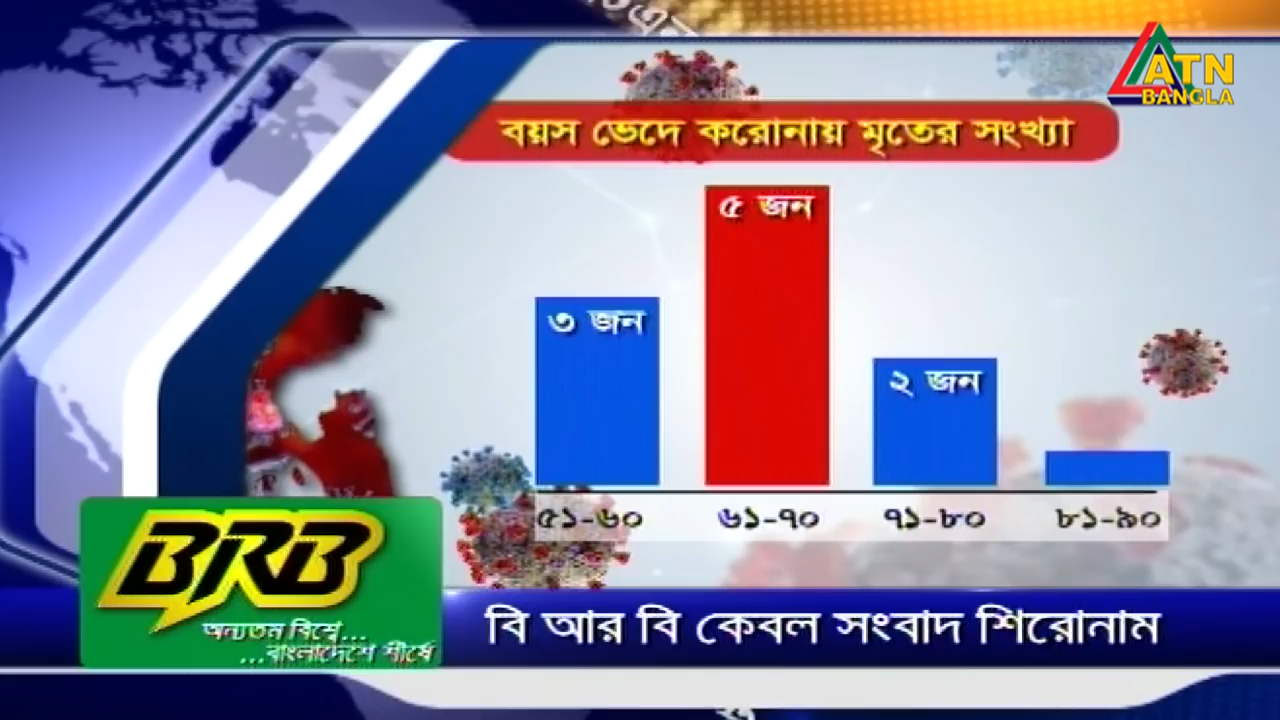 ATN
BANGLA
বয়স ভেদে করোনায় মৃতের সংখ্যা
৫ জন
৩ জন
২ জন
৫১-৬০ ৬১-৭০ ৭১-৮০ ৮১-৯০
BRB
অন্যতম বিশ্বে...
...বাংলাদেশে শীর্ষে
বি আর বি কেবল সংবাদ শিরোনাম